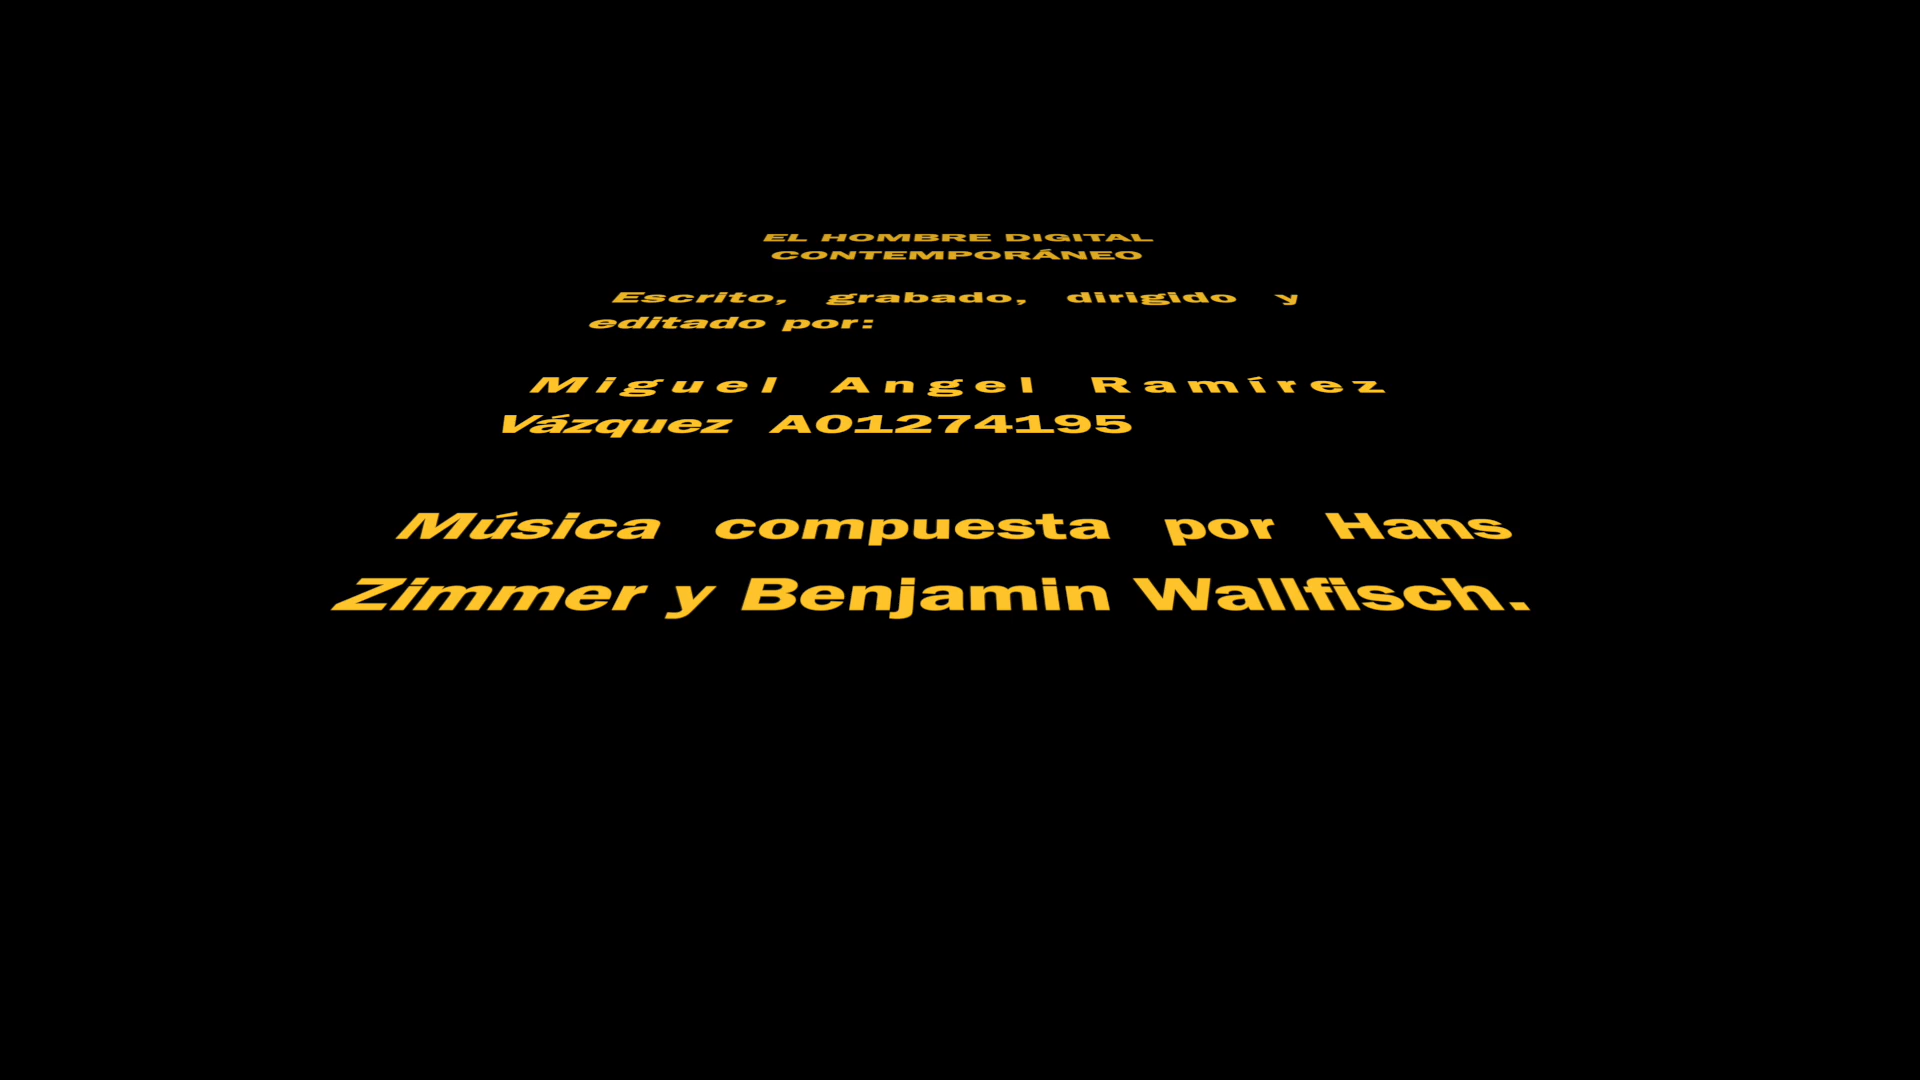 EL HOMBRE DIGITAL
CONTEMPORÁNEO
Escrito, grabado, dirigido y
editado por:
Miguel Angel Ramírez
Vázquez A01274195
Música compuesta por Hans
Zimmer y Benjamin Wallfisch.